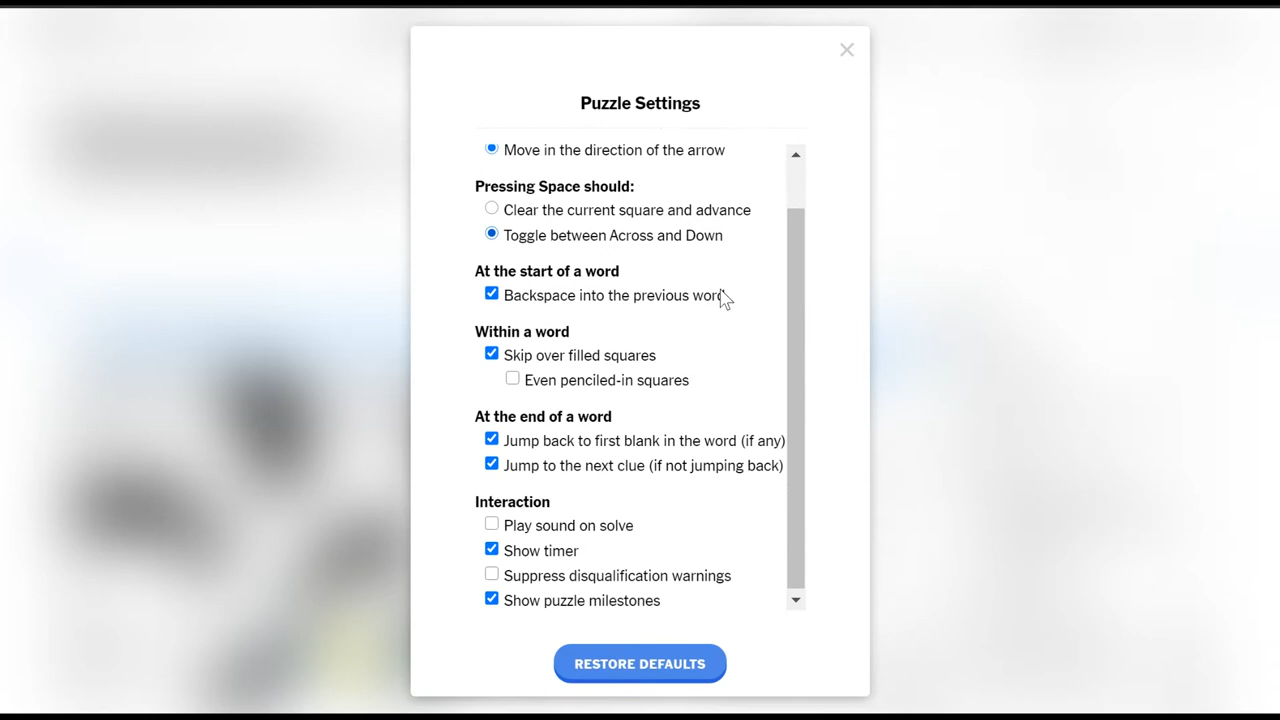 Puzzle Settings
Move in the direction of the arrow
Pressing Space should:
Clear the current square and advance
Toggle between Across and Down
At the start of a word
Backspace into the previous word
Within a word
Skip over filled squares
Even penciled-in squares
At the end of a word
Jump back to first blank in the word (if any)
Jump to the next clue (if not jumping back)
Interaction
Play sound on solve
Show timer
Suppress disqualification warnings
Show puzzle milestones
RESTORE DEFAULTS